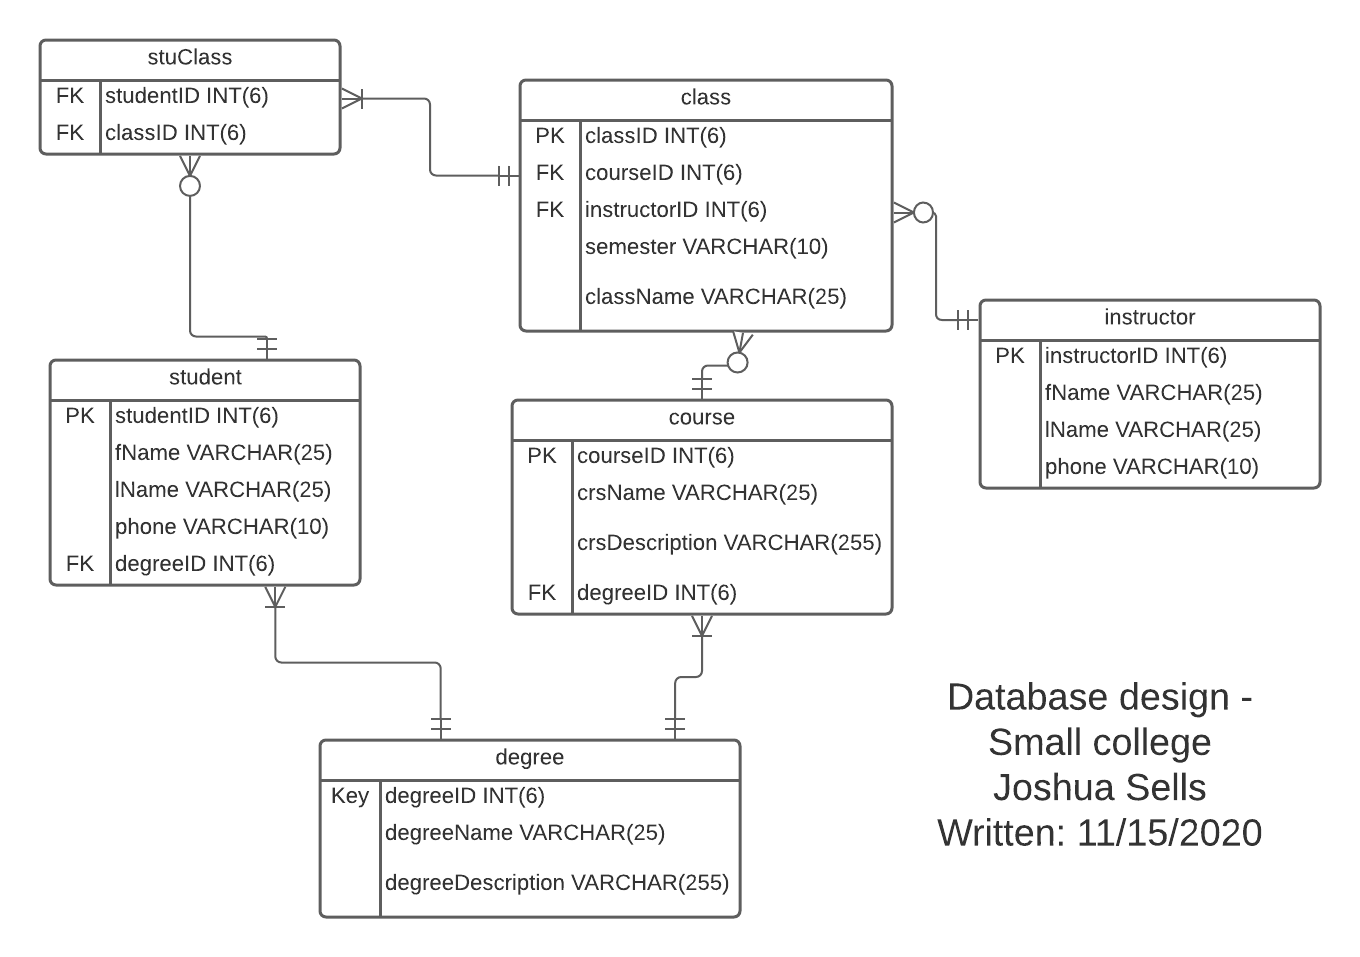 stuClass
FK studentID INT(6)
FK classID INT(6)
class
PK classID INT(6)
FK courseID INT(6)
FK instructorID INT(6)
semester VARCHAR(10)
className VARCHAR(25)
instructor
PK instructorID INT(6)
fName VARCHAR(25)
lName VARCHAR(25)
phone VARCHAR(10)
student
PK studentID INT(6)
fName VARCHAR(25)
lName VARCHAR(25)
phone VARCHAR(10)
FK degreeID INT(6)
course
PK courseID INT(6)
crsName VARCHAR(25)
crsDescription VARCHAR(255)
FK degreeID INT(6)
degree
Key degreeID INT(6)
degreeName VARCHAR(25)
degreeDescription VARCHAR(255)
Database design -
Small college
Joshua Sells
Written: 11/15/2020